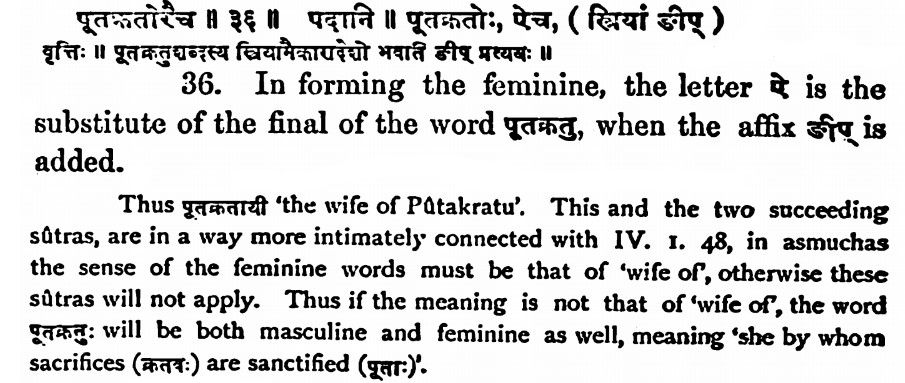 पूतक्रतोरैच ॥ ३६ ॥ पदानि ॥ पूतक्रतोः, ऐच, ( स्त्रियां ङीप् )
वृत्तिः ॥ पूतक्रतुशब्दस्य स्त्रियामैकारादेशो भवति ङीप् प्रत्ययः ॥
36. In forming the feminine, the letter ऐ is the
substitute of the final of the word पूतक्रतु, when the affix ङीप् is
added.
Thus पूतक्रतायी 'the wife of Pûtakratu'. This and the two succeeding
sûtras, are in a way more intimately connected with IV. 1. 48, in asmuchas
the sense of the feminine words must be that of 'wife of', otherwise these
sûtras will not apply. Thus if the meaning is not that of 'wife of', the word
पूतक्रतुः will be both masculine and feminine as well, meaning 'she by whom
sacrifices (क्रतवः) are sanctified (पूताः)'.